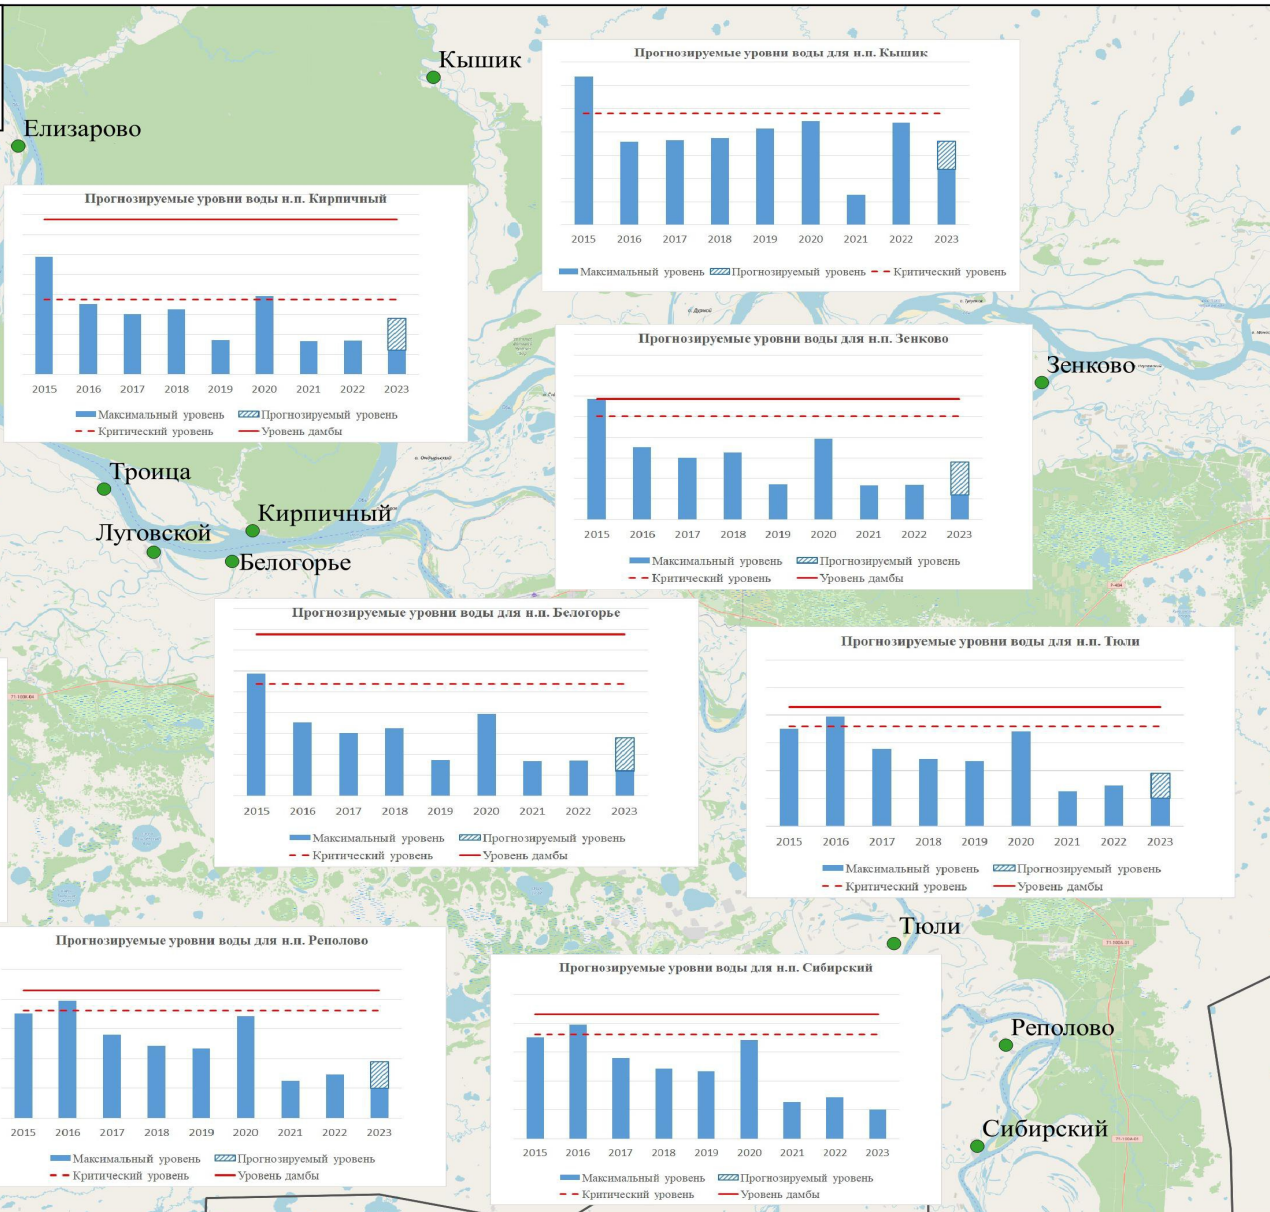 Кышик
Елизарово
Прогнозируемые уровни воды для н.п. Кышик
2015 2016 2017 2018 2019 2020 2021 2022 2023
Максимальный уровень Прогнозируемый уровень Критический уровень
Прогнозируемые уровни воды н.п. Кирпичный
2015 2016 2017 2018 2019 2020 2021 2022 2023
Максимальный уровень Прогнозируемый уровень
Критический уровень Уровень дамбы
Прогнозируемые уровни воды для н.п. Зенково
2015 2016 2017 2018 2019 2020 2021 2022 2023
Максимальный уровень Прогнозируемый уровень
Критический уровень Уровень дамбы
Зенково
Троица
Луговской
Кирпичный
Белогорье
Прогнозируемые уровни воды для н.п. Белогорье
2015 2016 2017 2018 2019 2020 2021 2022 2023
Максимальный уровень Прогнозируемый уровень
Критический уровень Уровень дамбы
Прогнозируемые уровни воды для н.п. Тюли
2015 2016 2017 2018 2019 2020 2021 2022 2023
Максимальный уровень Прогнозируемый уровень
Критический уровень Уровень дамбы
Тюли
Прогнозируемые уровни воды для н.п. Реполово
2015 2016 2017 2018 2019 2020 2021 2022 2023
Максимальный уровень Прогнозируемый уровень
Критический уровень Уровень дамбы
Прогнозируемые уровни воды для н.п. Сибирский
2015 2016 2017 2018 2019 2020 2021 2022 2023
Максимальный уровень Прогнозируемый уровень
Критический уровень Уровень дамбы
Реполово
Сибирский